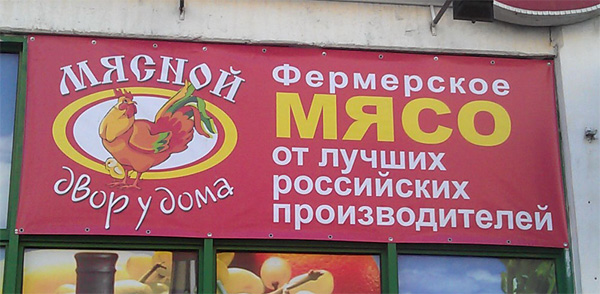 МЯСНОЙ
двор у дома
Фермерское
МЯСО
от лучших
российских
производителей